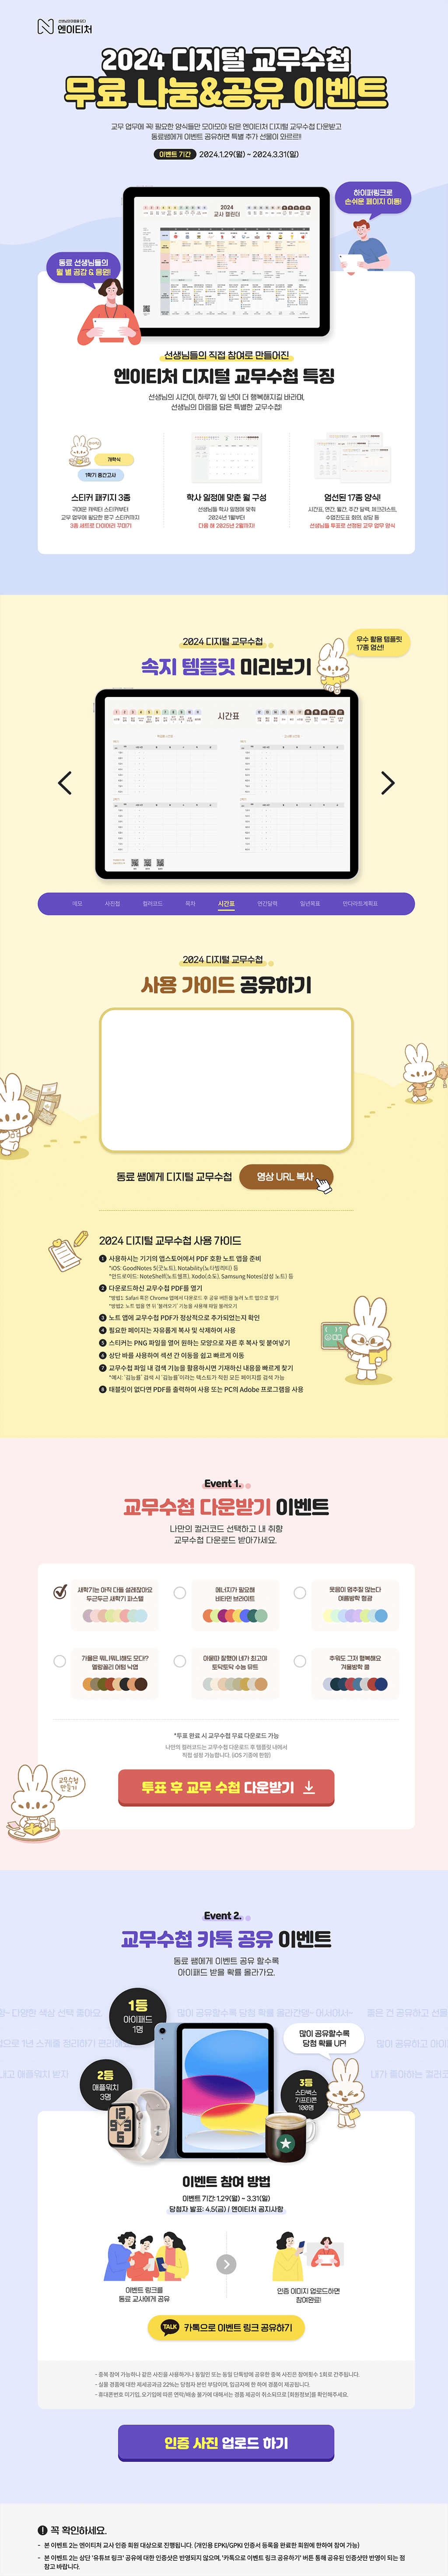 선생님의 마음을 읽다
엔이티처
2024 디지털 교무수첩
무료 나눔&공유 이벤트
교무 업무에 꼭! 필요한 양식들만 모아모아 담은 엔이티처 디지털 교무수첩 다운받고
동료쌤에게 이벤트 공유하면 특별 추가 선물이 와르르!!
이벤트 기간 2024.1.29(월) ~ 2024.3.31(일)
하이퍼링크로
손쉬운 페이지 이동!
2024
교사 캘린더
동료 선생님들의
월 별 공감 & 응원!
선생님들의 직접 참여로 만들어진
엔이티처 디지털 교무수첩 특징
선생님의 시간이, 하루가, 일 년이 더 행복해지길 바라며,
선생님의 마음을 담은 특별한 교무수첩!
개학식
1학기 중간고사
스티커 패키지 3종
귀여운 캐릭터 스티커부터
교무 업무에 필요한 문구 스티커까지
3종 세트로 다이어리 꾸미기
학사 일정에 맞춘 월 구성
선생님들 학사 일정에 맞춰
2024년 1월부터
다음 해 2025년 2월까지!
엄선된 17종 양식!
시간표, 연간, 월간, 주간 달력, 체크리스트,
수업진도표, 회의, 상담 등
선생님들 투표로 선정된 교무 업무 양식
2024 디지털 교무수첩
속지 템플릿 미리보기
우수 활용 템플릿
17종 엄선!
시간표
메모
사진첩
컬러코드
목차
시간표
연간달력
일년목표
만다라트계획표
2024 디지털 교무수첩
사용 가이드 공유하기
동료 쌤에게 디지털 교무수첩
영상 URL 복사
2024 디지털 교무수첩 사용 가이드
1 사용하시는 기기의 앱스토어에서 PDF 호환 노트 앱을 준비
*iOS: GoodNotes 5(굿노트), Notability(노타빌리티) 등
*안드로이드: NoteShelf(노트쉘프), Xodo(쏘도), Samsung Notes(삼성 노트) 등
2 다운로드하신 교무수첩 PDF를 열기
*방법1: Safari 혹은 Chrome 앱에서 다운로드 후 공유 버튼을 눌러 노트 앱으로 열기
*방법2: 노트 앱을 연 뒤 '불러오기' 기능을 사용해 파일 불러오기
3 노트 앱에 교무수첩 PDF가 정상적으로 추가되었는지 확인
4 필요한 페이지는 자유롭게 복사 및 삭제하여 사용
5 스티커는 PNG 파일을 열어 원하는 모양으로 자른 후 복사 및 붙여넣기
6 상단 바를 사용하여 섹션 간 이동을 쉽고 빠르게 이동
7 교무수첩 파일 내 검색 기능을 활용하시면 기재하신 내용을 빠르게 찾기
*예시: '김능률' 검색 시 '김능률'이라는 텍스트가 적힌 모든 페이지를 검색 가능
8 태블릿이 없다면 PDF를 출력하여 사용 또는 PC의 Adobe 프로그램을 사용
Event 1.
교무수첩 다운받기 이벤트
나만의 컬러코드 선택하고 내 취향
교무수첩 다운로드 받아가세요.
새학기는 아직 다들 설레잖아요
두근두근 새학기 파스텔
에너지가 필요해
비타민 브라이트
웃음이 멈추질 않는다
여름방학 형광
가을은 뭐니뭐니해도 모다?
멜랑꼴리 어텀 낙엽
아울따 잘했어 네가 최고야
토닥토닥 수능 뮤트
추워도 그저 행복해요
겨울방학 쿨
*투표 완료 시 교무수첩 무료 다운로드 가능
나만의 컬러코드는 교무수첩 다운로드 후 템플릿 내에서
직접 설정 가능합니다. (iOS 기종에 한함)
교무수첩
만들기
투표 후 교무 수첩 다운받기
Event 2.
교무수첩 카톡 공유 이벤트
동료 쌤에게 이벤트 공유 할수록
아이패드 받을 확률 올라가요.
1등
아이패드
1명
많이 공유할수록
당첨 확률 UP!
2등
애플워치
3명
3등
스타벅스
기프티콘
100명
이벤트 참여 방법
이벤트 기간: 1.29(월) ~ 3.31(일)
당첨자 발표: 4.5(금) / 엔이티처 공지사항
이벤트 링크를
동료 교사에게 공유
인증 이미지 업로드하면
참여완료!
TALK 카톡으로 이벤트 링크 공유하기
- 중복 참여 가능하나 같은 사진을 사용하거나 동일인 또는 동일 단톡방에 공유한 중복 사진은 참여횟수 1회로 간주됩니다.
- 실물 경품에 대한 제세공과금 22%는 당첨자 본인 부담이며, 입금자에 한 하여 경품이 제공됩니다.
- 휴대폰번호 미기입, 오기입에 따른 연락/배송 불가에 대해서는 경품 제공이 취소되므로 [회원정보]를 확인해주세요.
인증 사진 업로드 하기
꼭 확인하세요.
- 본 이벤트 2는 엔이티처 교사 인증 회원 대상으로 진행됩니다. (개인용 EPKI/GPKI 인증서 등록을 완료한 회원에 한하여 참여 가능)
- 본 이벤트 2는 상단 '유튜브 링크' 공유에 대한 인증샷은 반영되지 않으며, '카톡으로 이벤트 링크 공유하기' 버튼 통해 공유된 인증샷만 반영이 되는 점
참고 바랍니다.